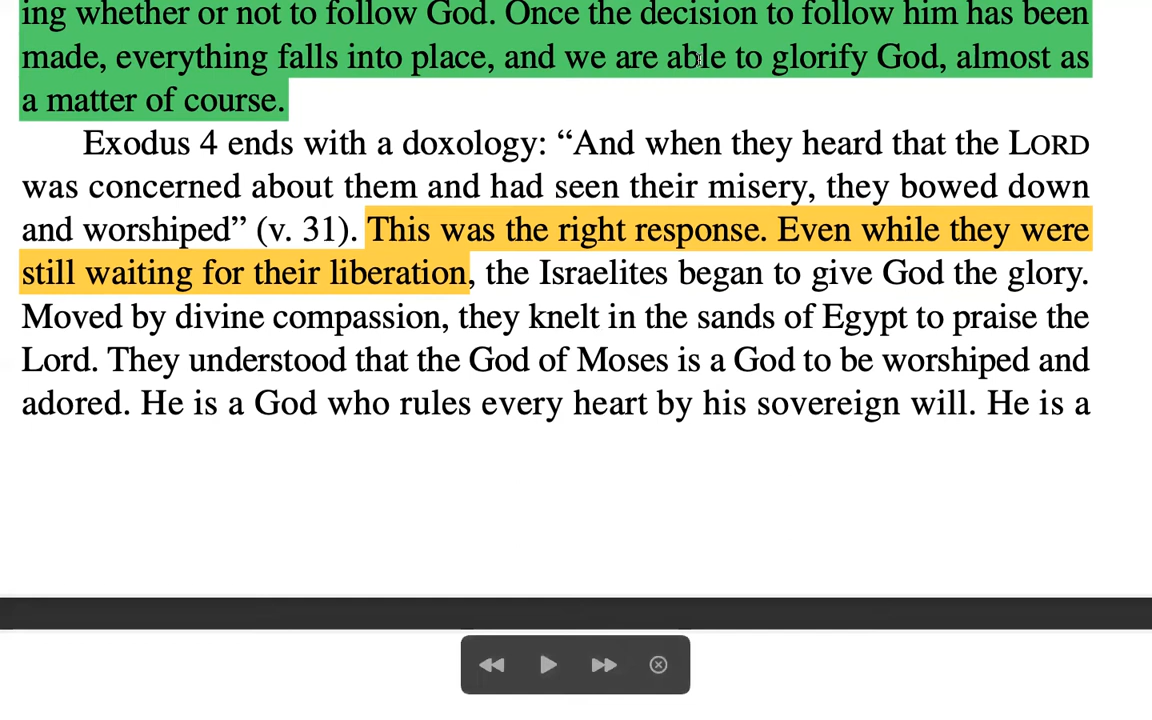 ing whether or not to follow God. Once the decision to follow him has been
made, everything falls into place, and we are able to glorify God, almost as
a matter of course.
Exodus 4 ends with a doxology: “And when they heard that the LORD
was concerned about them and had seen their misery, they bowed down
and worshiped” (v. 31). This was the right response. Even while they were
still waiting for their liberation, the Israelites began to give God the glory.
Moved by divine compassion, they knelt in the sands of Egypt to praise the
Lord. They understood that the God of Moses is a God to be worshiped and
adored. He is a God who rules every heart by his sovereign will. He is a